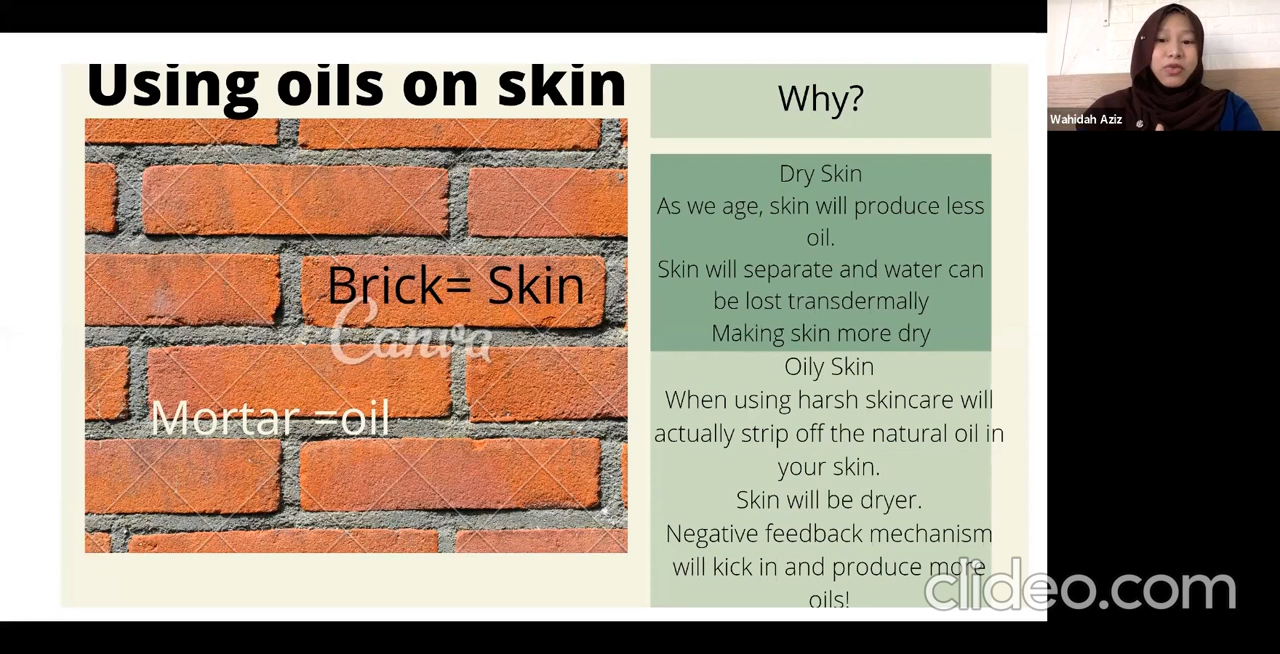 Using oils on skin
Brick= Skin
Canva
Mortar =oil
Why?
Dry Skin
As we age, skin will produce less
oil.
Skin will separate and water can
be lost transdermally
Making skin more dry
Oily Skin
When using harsh skincare will
actually strip off the natural oil in
your skin.
Skin will be dryer.
Negative feedback mechanism
will kick in and produce more
oils!
clideo.com
Wahidah Aziz